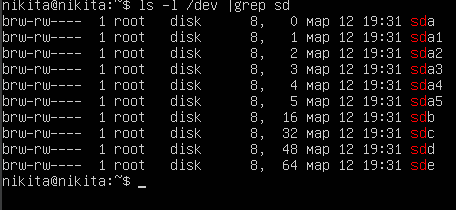 nikita@nikita:~$ ls -l /dev |grep sd
brw-rw---- 1 root disk 8, 0 мар 12 19:31 sda
brw-rw---- 1 root disk 8, 1 мар 12 19:31 sda1
brw-rw---- 1 root disk 8, 2 мар 12 19:31 sda2
brw-rw---- 1 root disk 8, 3 мар 12 19:31 sda3
brw-rw---- 1 root disk 8, 4 мар 12 19:31 sda4
brw-rw---- 1 root disk 8, 5 мар 12 19:31 sda5
brw-rw---- 1 root disk 8, 16 мар 12 19:31 sdb
brw-rw---- 1 root disk 8, 32 мар 12 19:31 sdc
brw-rw---- 1 root disk 8, 48 мар 12 19:31 sdd
brw-rw---- 1 root disk 8, 64 мар 12 19:31 sde
nikita@nikita:~$ _